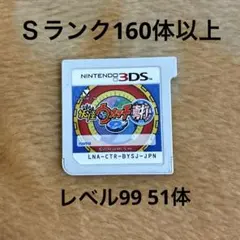 Ｓランク160体以上
NINTENDO 3DS
妖怪ウォッチ3
LNA-CTR-BYSJ-JPN
レベル99 51体